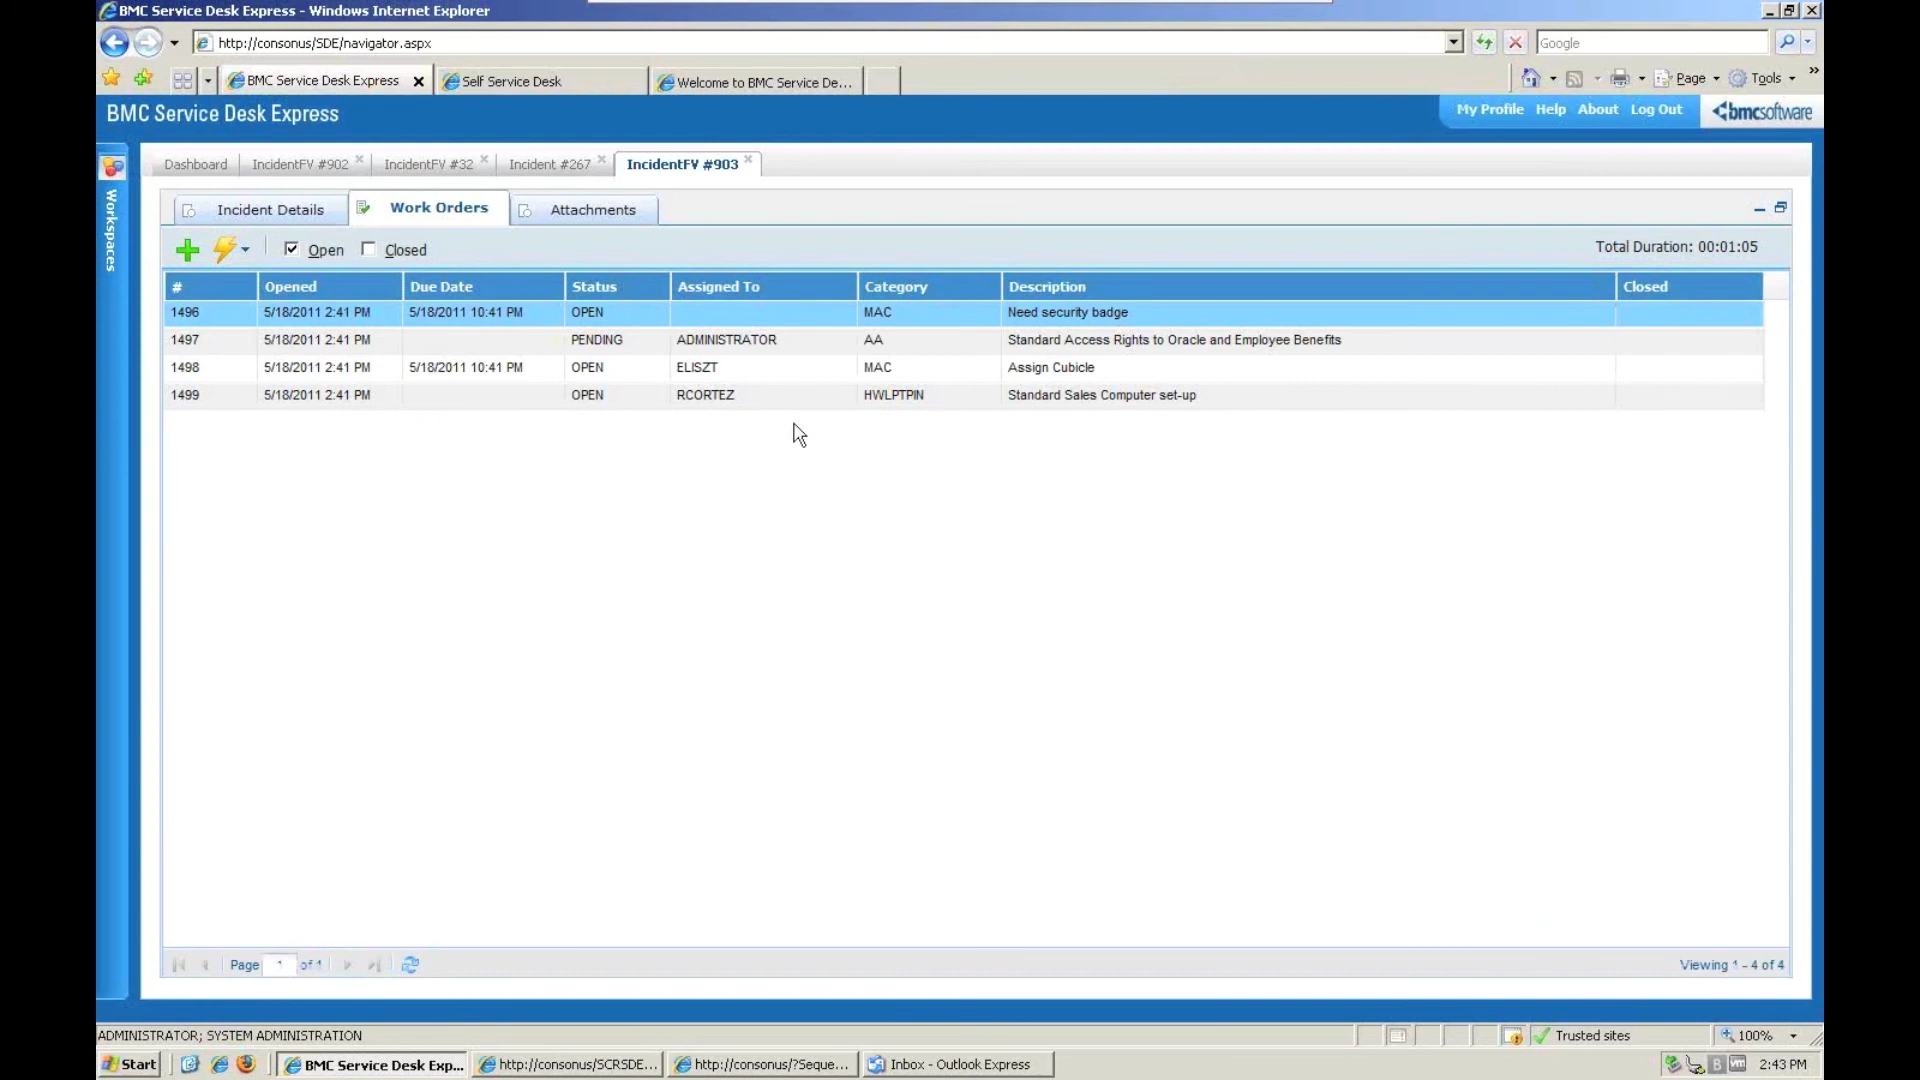 BMC Service Desk Express - Windows Internet Explorer
http://consonus/SDE/navigator.aspx
Google
BMC Service Desk Express
Self Service Desk
Welcome to BMC Service De...
Page
Tools
BMC Service Desk Express
My Profile Help About Log Out
bmcsoftware
Workspaces
Dashboard
IncidentFV #902
IncidentFV #32
Incident #267
IncidentFV #903
Incident Details
Work Orders
Attachments
Open
Closed
Total Duration: 00:01:05
# Opened Due Date Status Assigned To Category Description Closed
1496 5/18/2011 2:41 PM 5/18/2011 10:41 PM OPEN MAC Need security badge
1497 5/18/2011 2:41 PM PENDING ADMINISTRATOR AA Standard Access Rights to Oracle and Employee Benefits
1498 5/18/2011 2:41 PM 5/18/2011 10:41 PM OPEN ELISZT MAC Assign Cubicle
1499 5/18/2011 2:41 PM OPEN RCORTEZ HWLPTPIN Standard Sales Computer set-up
Page 1 of 1
Viewing 1 - 4 of 4
ADMINISTRATOR; SYSTEM ADMINISTRATION
Trusted sites
100%
Start
BMC Service Desk Exp...
http://consonus/SCRSDE...
http://consonus/?Seque...
Inbox - Outlook Express
2:43 PM